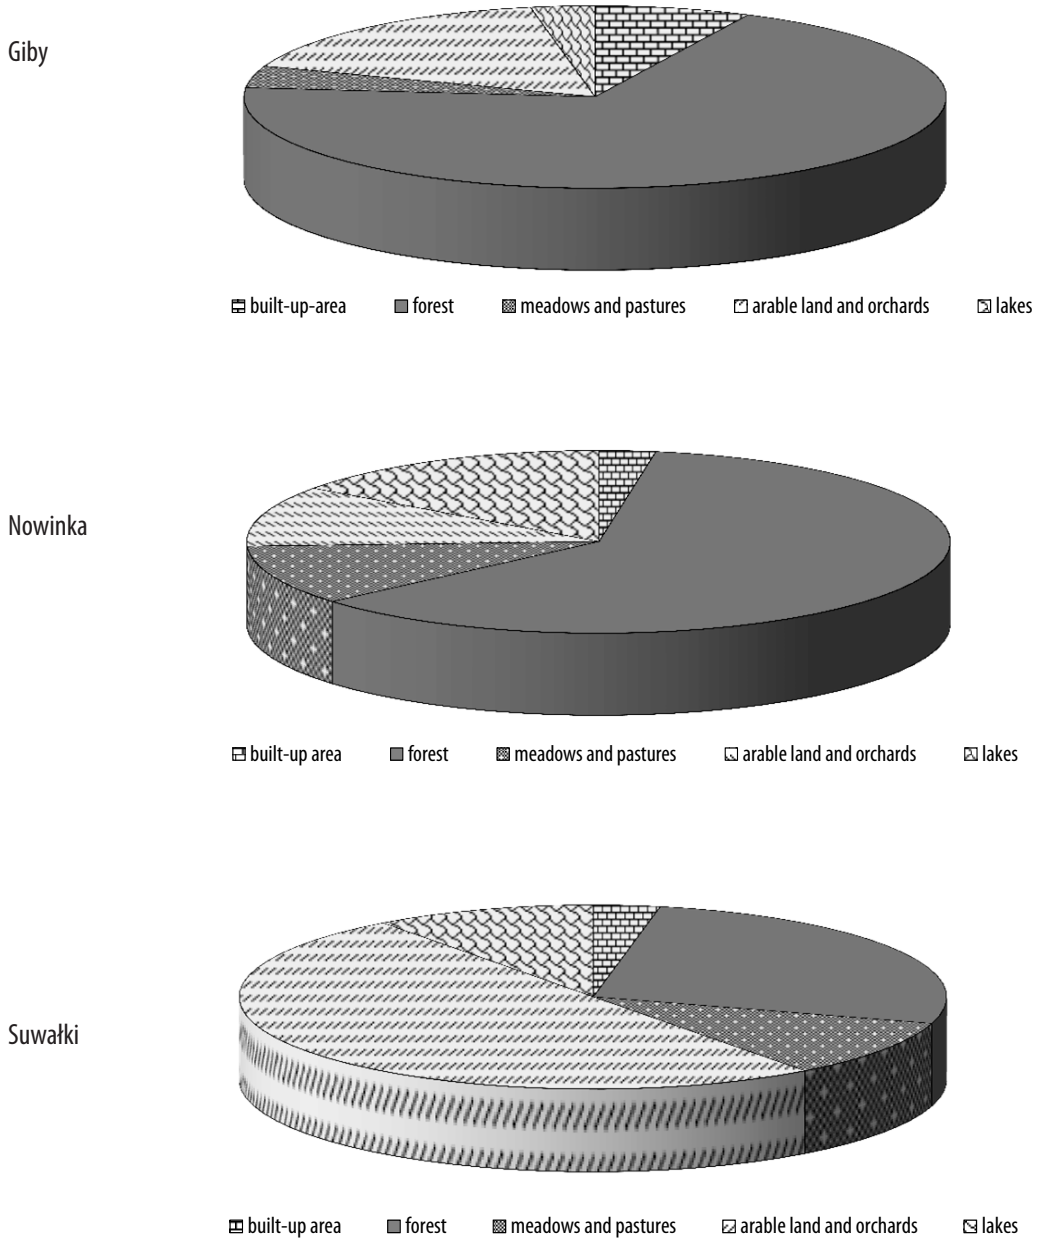 Giby
built-up-area forest meadows and pastures arable land and orchards lakes
Nowinka
built-up area forest meadows and pastures arable land and orchards lakes
Suwałki
built-up area forest meadows and pastures arable land and orchards lakes